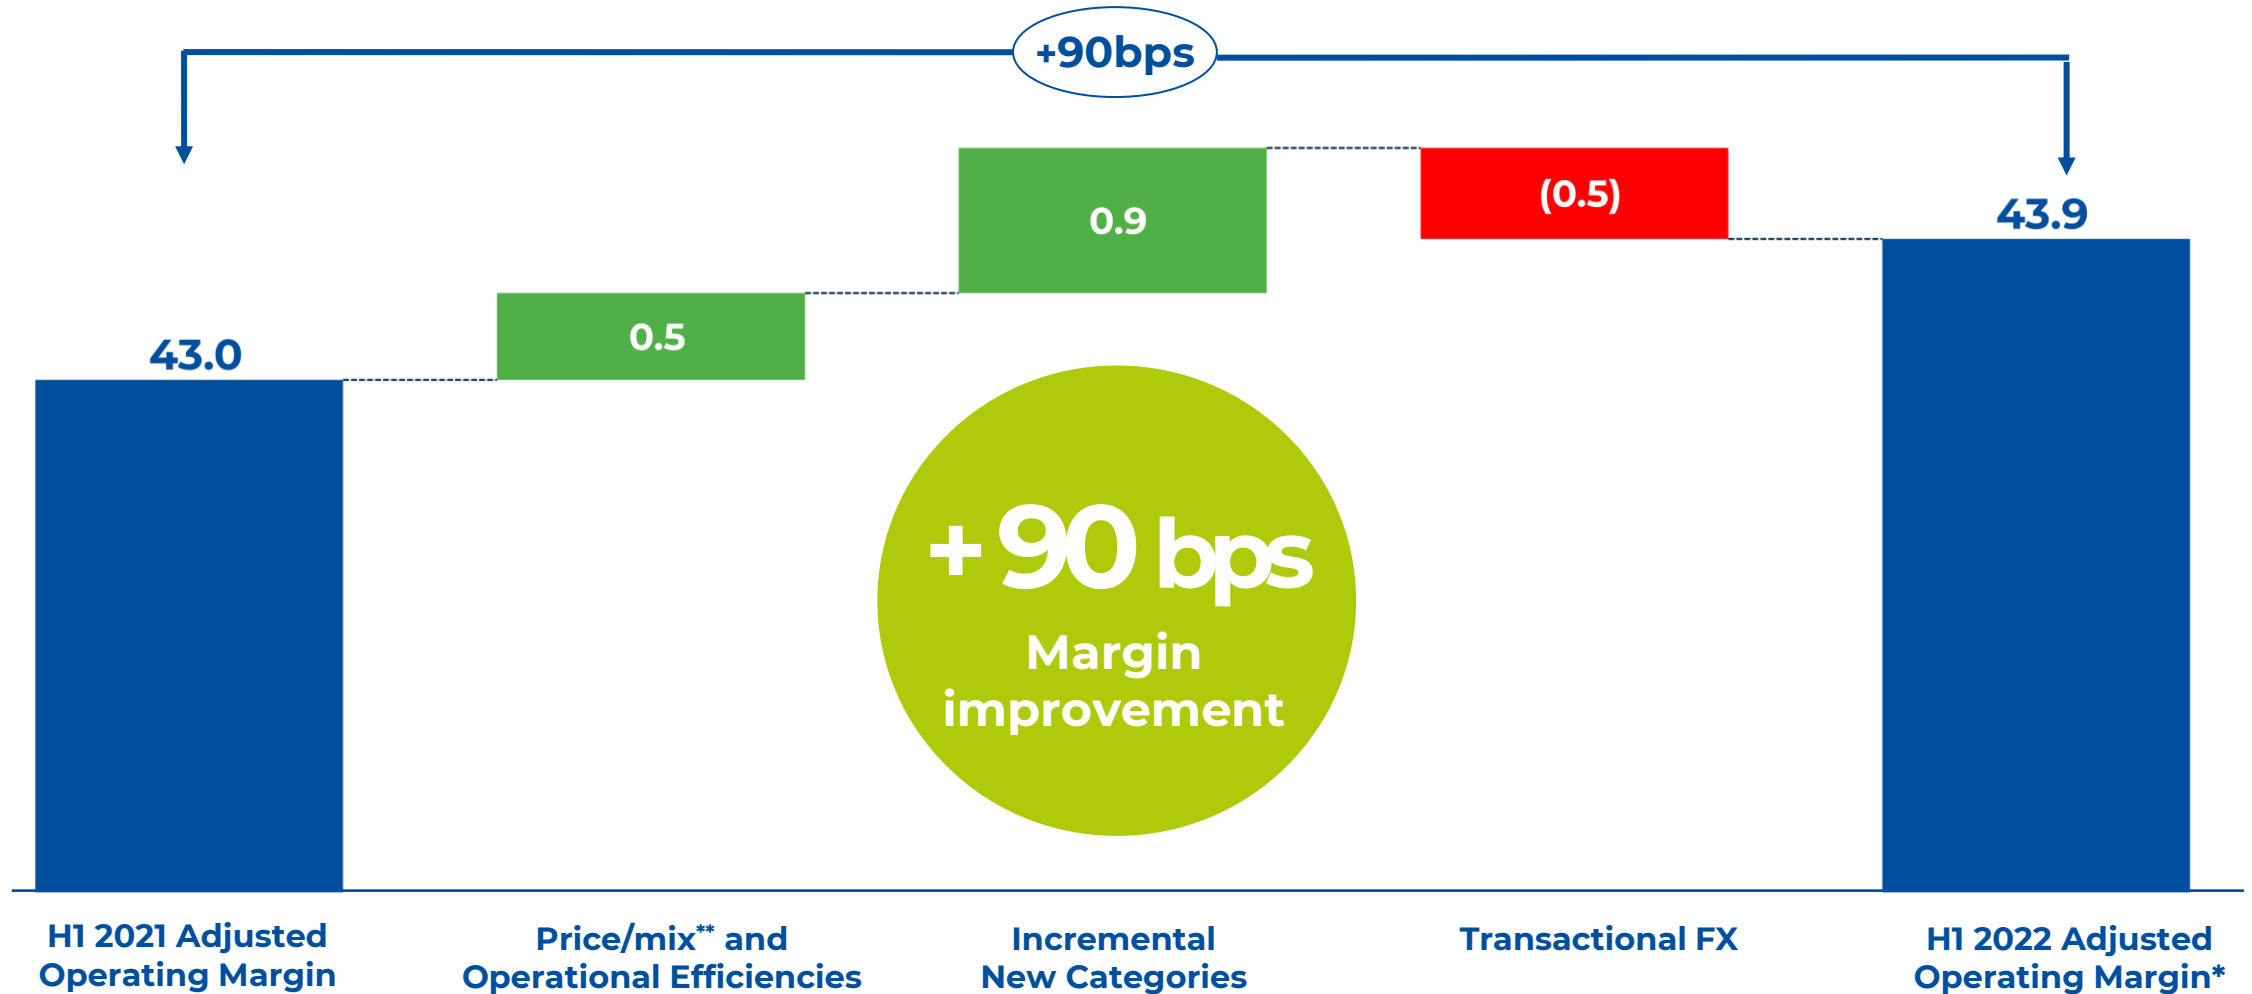 +90bps
43.0
0.5
0.9
(0.5)
43.9
+90 bps
Margin
improvement
H1 2021 Adjusted
Operating Margin
Price/mix** and
Operational Efficiencies
Incremental
New Categories
Transactional FX
H1 2022 Adjusted
Operating Margin*